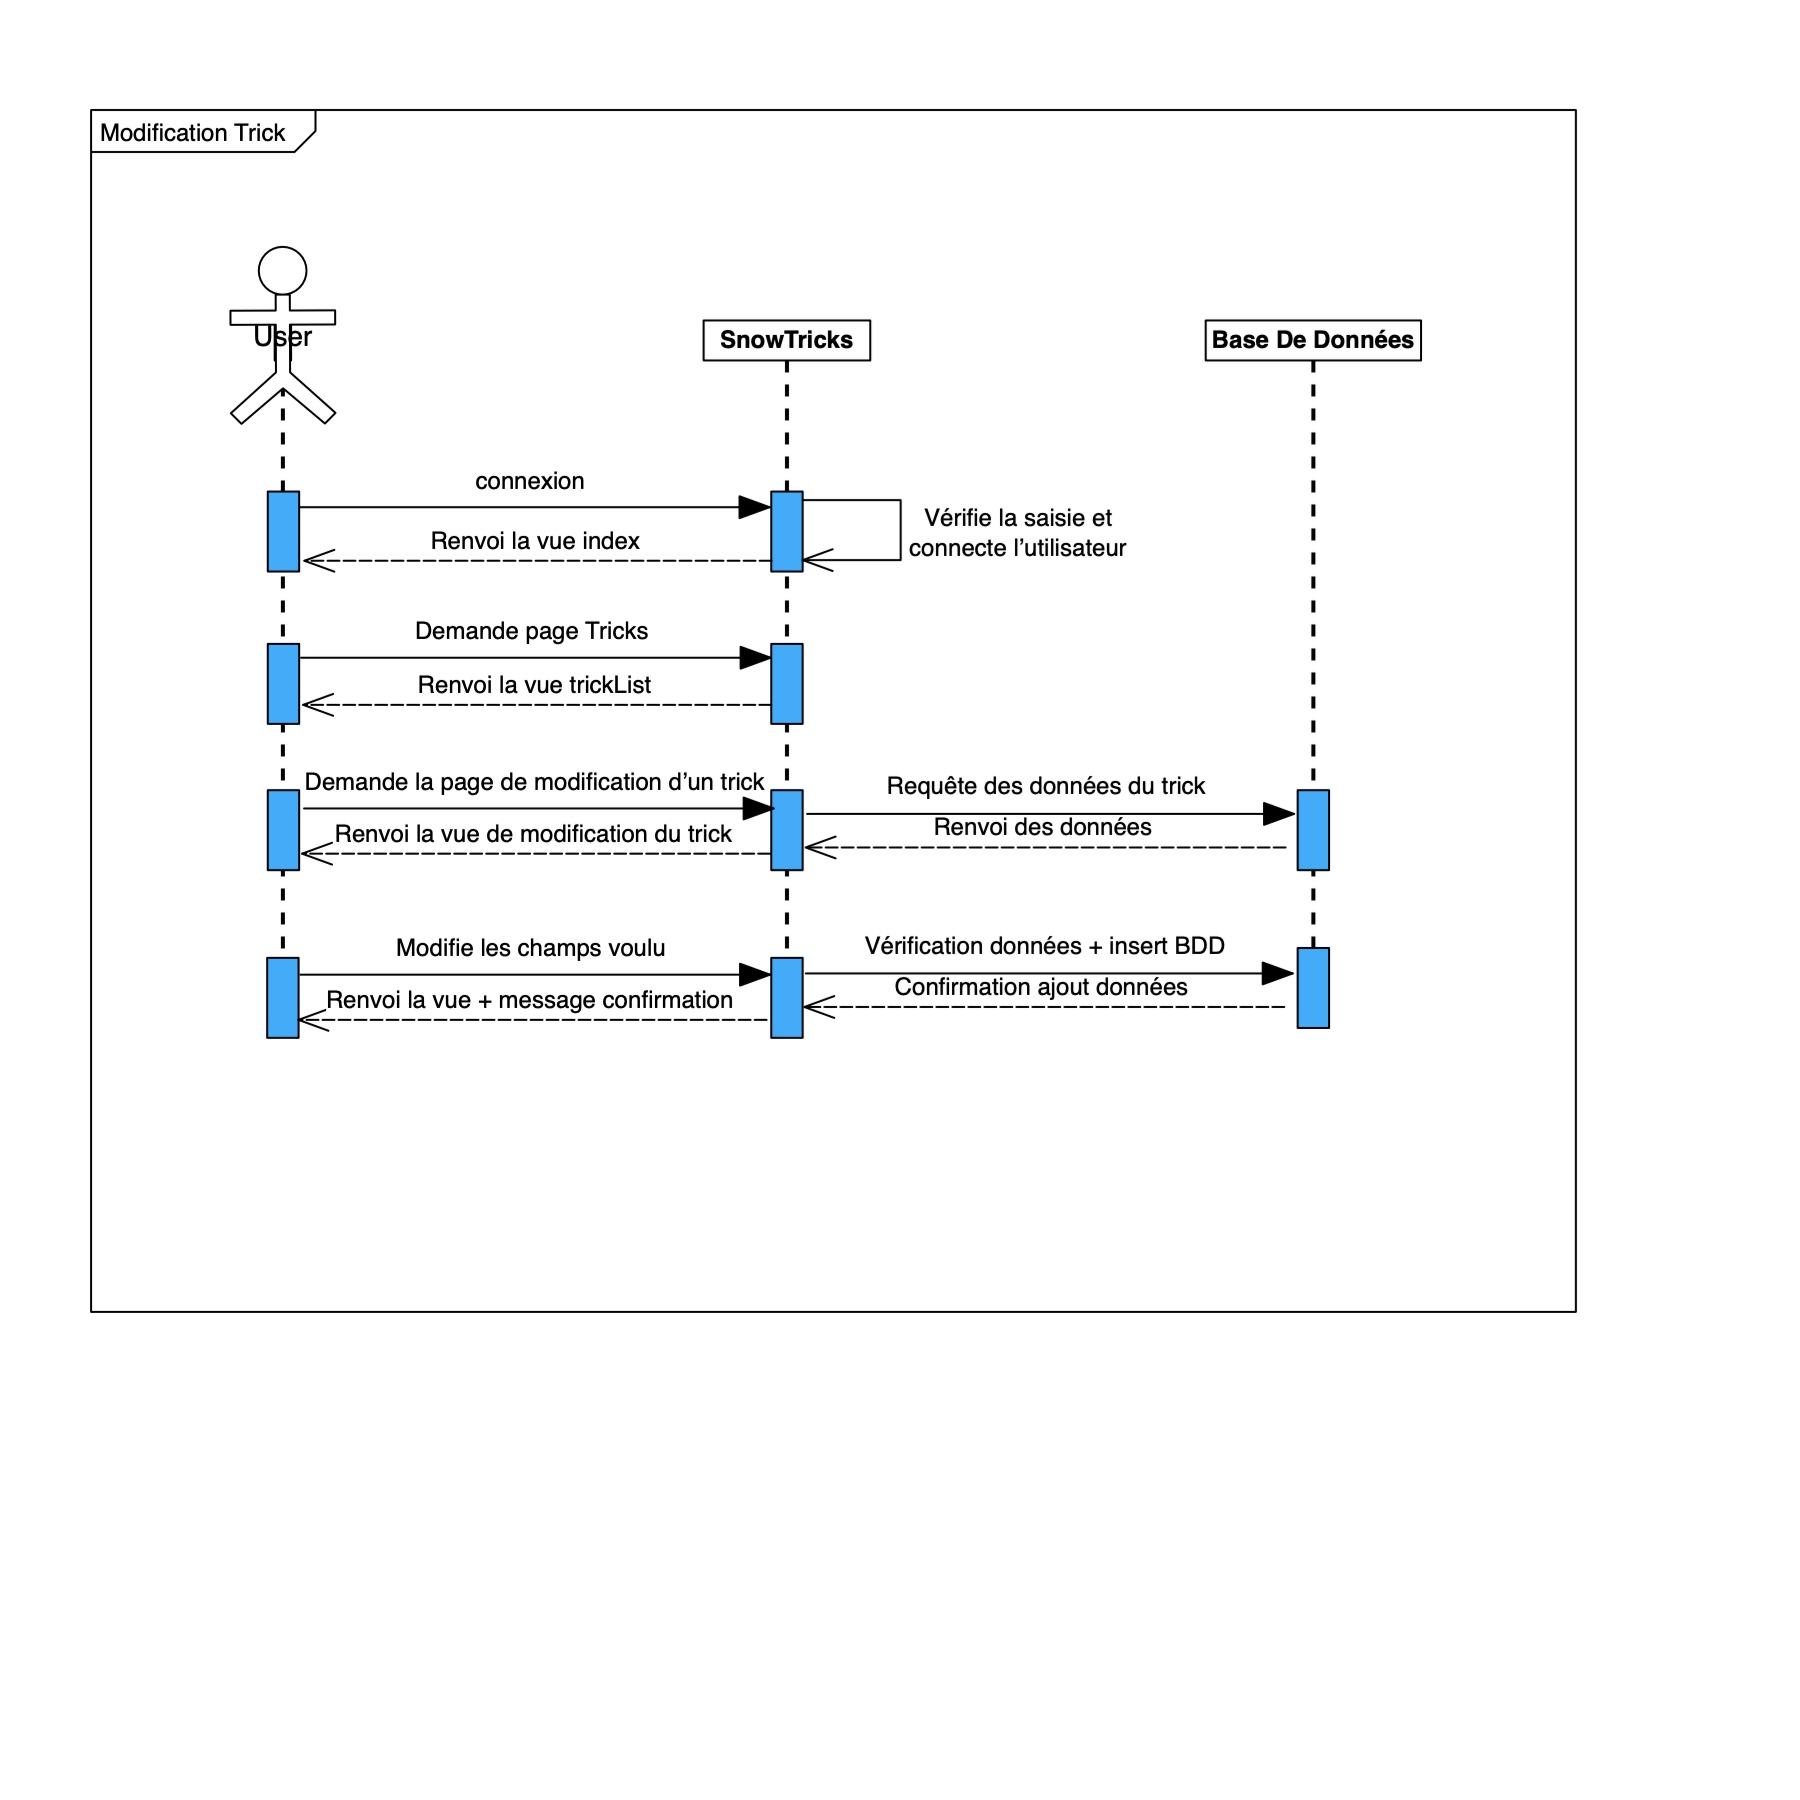 Modification Trick
User
SnowTricks
Base De Données
connexion
Vérifie la saisie et
connecte l’utilisateur
Renvoi la vue index
Demande page Tricks
Renvoi la vue trickList
Demande la page de modification d’un trick
Requête des données du trick
Renvoi des données
Renvoi la vue de modification du trick
Modifie les champs voulu
Vérification données + insert BDD
Confirmation ajout données
Renvoi la vue + message confirmation